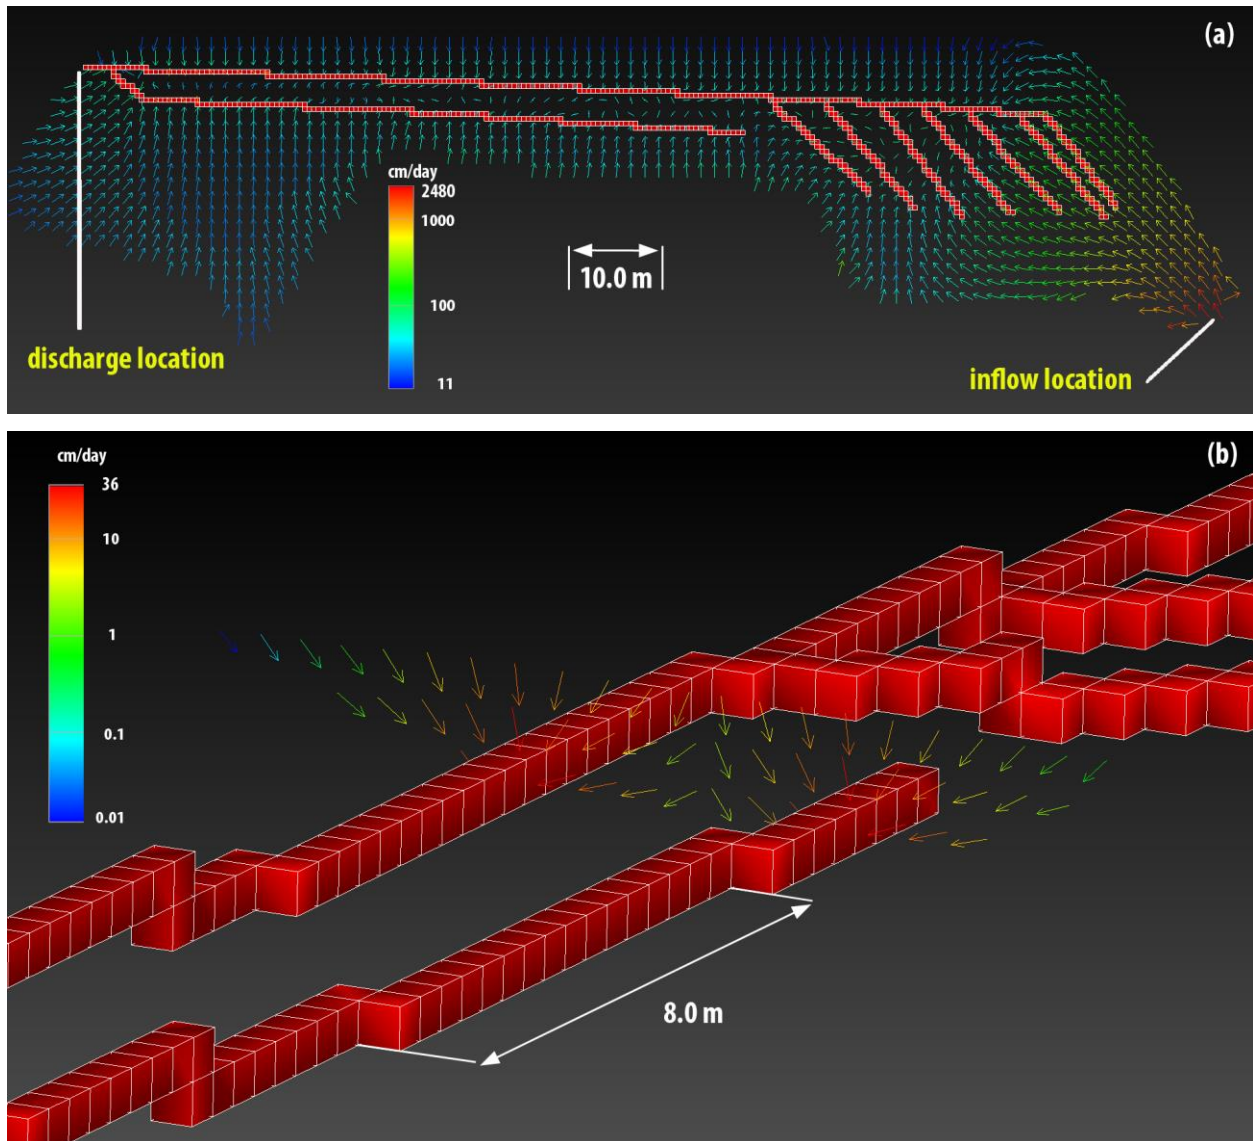 (a)
cm/day
2480
1000
100
11
10.0 m
discharge location
inflow location
(b)
cm/day
36
10
1
0.1
0.01
8.0 m